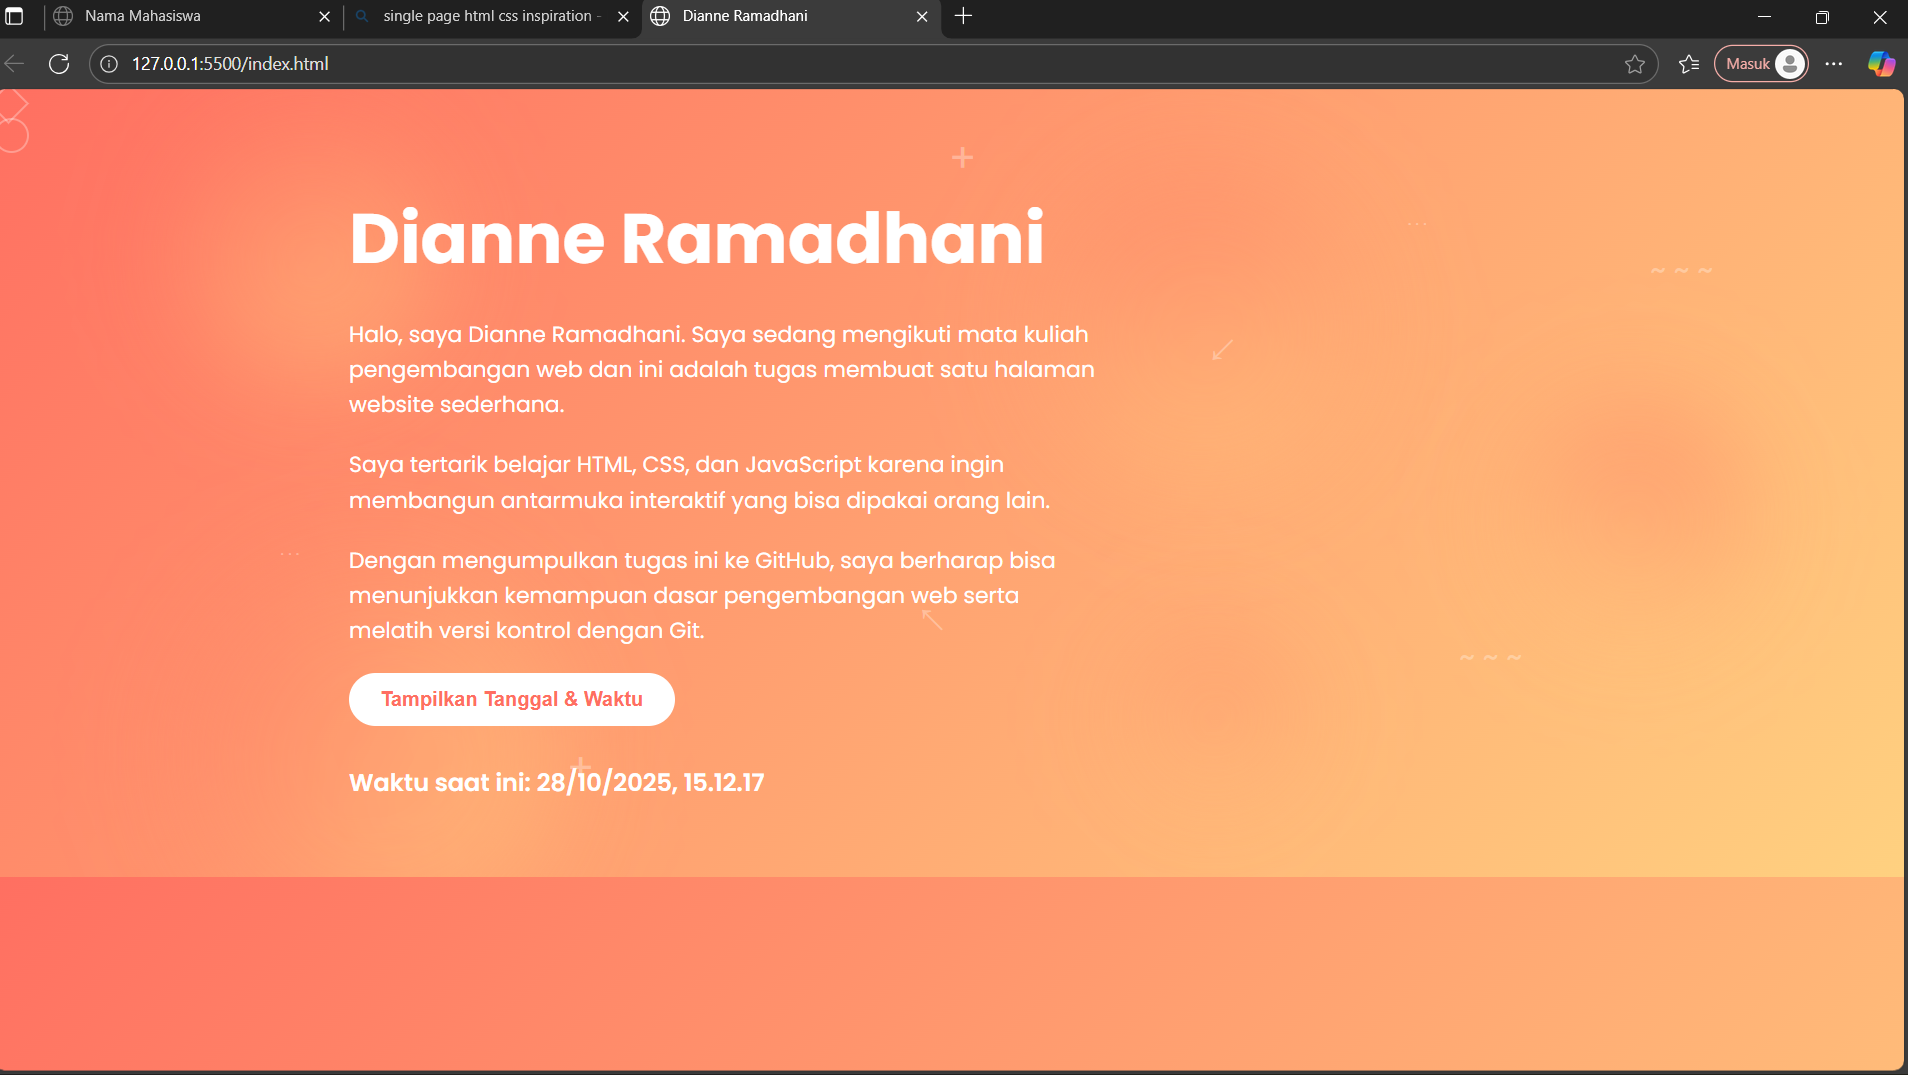 Nama Mahasiswa
single page html css inspiration -
Dianne Ramadhani
127.0.0.1:5500/index.html
Masuk
Dianne Ramadhani
Halo, saya Dianne Ramadhani. Saya sedang mengikuti mata kuliah
pengembangan web dan ini adalah tugas membuat satu halaman
website sederhana.
Saya tertarik belajar HTML, CSS, dan JavaScript karena ingin
membangun antarmuka interaktif yang bisa dipakai orang lain.
Dengan mengumpulkan tugas ini ke GitHub, saya berharap bisa
menunjukkan kemampuan dasar pengembangan web serta
melatih versi kontrol dengan Git.
Tampilkan Tanggal & Waktu
Waktu saat ini: 28/10/2025, 15.12.17